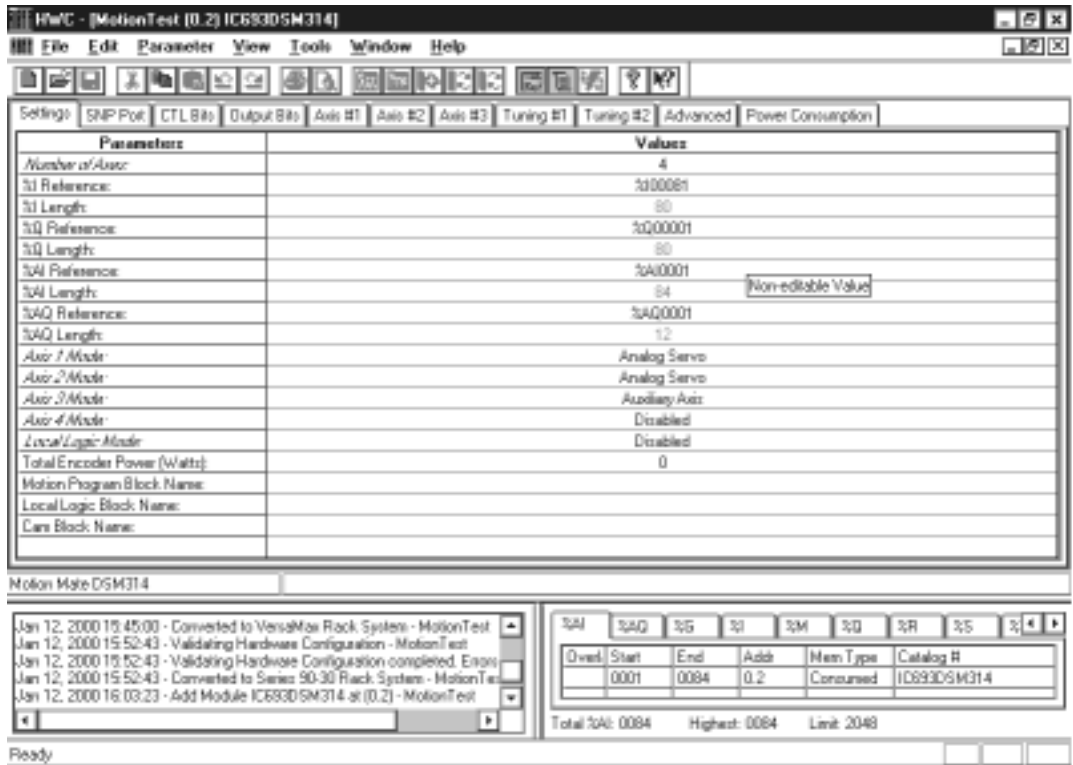 HWC - [MotionTest (0.2) IC693DSM314]
File Edit Parameter View Tools Window Help
Settings SNP Port CTL Bits Output Bits Axis #1 Axis #2 Axis #3 Tuning #1 Tuning #2 Advanced Power Consumption
Parameters Values
Number of Axes: 4
%I Reference: %I00081
%I Length: 80
%Q Reference: %Q00001
%Q Length: 80
%AI Reference: %AI0001
%AI Length: 84
Non-editable Value
%AQ Reference: %AQ0001
%AQ Length: 12
Axis 1 Mode: Analog Servo
Axis 2 Mode: Analog Servo
Axis 3 Mode: Auxiliary Axis
Axis 4 Mode: Disabled
Local Logic Mode: Disabled
Total Encoder Power (Watts): 0
Motion Program Block Name:
Local Logic Block Name:
Cam Block Name:
Motion Mate DSM314
Jan 12, 2000 15:45:00 - Converted to VersaMax Rack System - MotionTest
Jan 12, 2000 15:52:43 - Validating Hardware Configuration - MotionTest
Jan 12, 2000 15:52:43 - Validating Hardware Configuration completed. Errors
Jan 12, 2000 15:52:43 - Converted to Series 90-30 Rack System - MotionTes
Jan 12, 2000 16:03:23 - Add Module IC693DSM314 at (0.2) - MotionTest
%AI %AQ %G %I %M %Q %R %S %
Overl. Start End Addr Mem Type Catalog #
0001 0084 0.2 Consumed IC693DSM314
Total %AI: 0084 Highest: 0084 Limit: 2048
Ready